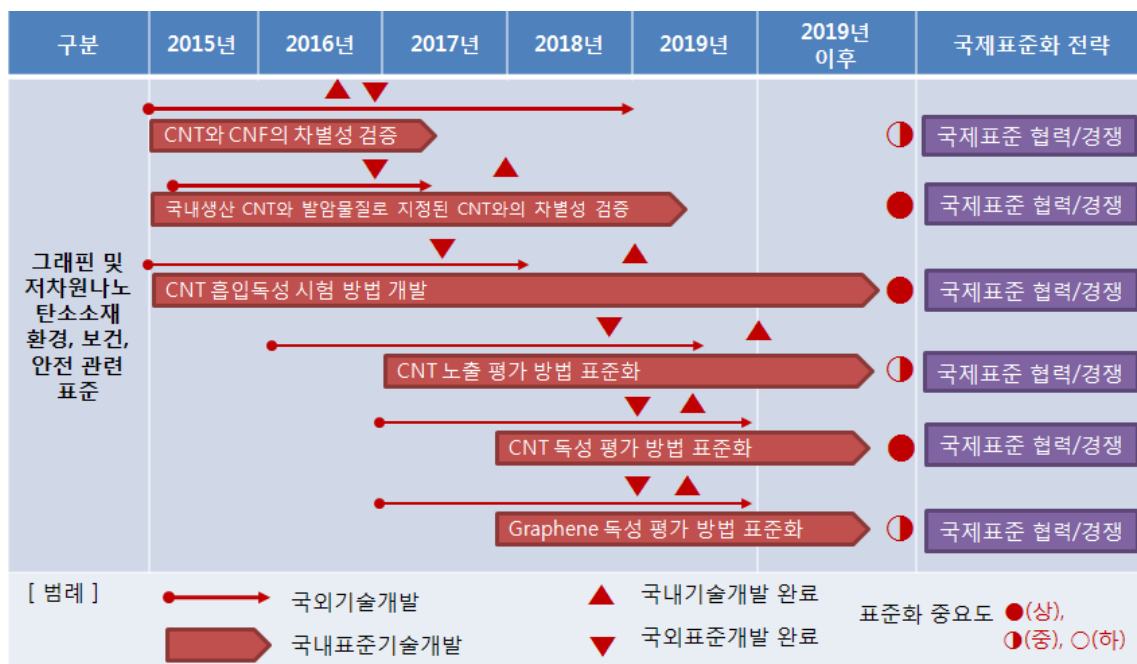 구분
2015년
2016년
2017년
2018년
2019년
2019년
이후
국제표준화 전략
그래핀 및
저차원나노
탄소소재
환경, 보건,
안전 관련
표준
CNT와 CNF의 차별성 검증
국제표준 협력/경쟁
국내생산 CNT와 발암물질로 지정된 CNT와의 차별성 검증
국제표준 협력/경쟁
CNT 흡입독성 시험 방법 개발
국제표준 협력/경쟁
CNT 노출 평가 방법 표준화
국제표준 협력/경쟁
CNT 독성 평가 방법 표준화
국제표준 협력/경쟁
Graphene 독성 평가 방법 표준화
국제표준 협력/경쟁
[ 범례 ]
국외기술개발
국내기술개발 완료
국내표준기술개발
국외표준개발 완료
표준화 중요도 ●(상),
◑(중), ○(하)